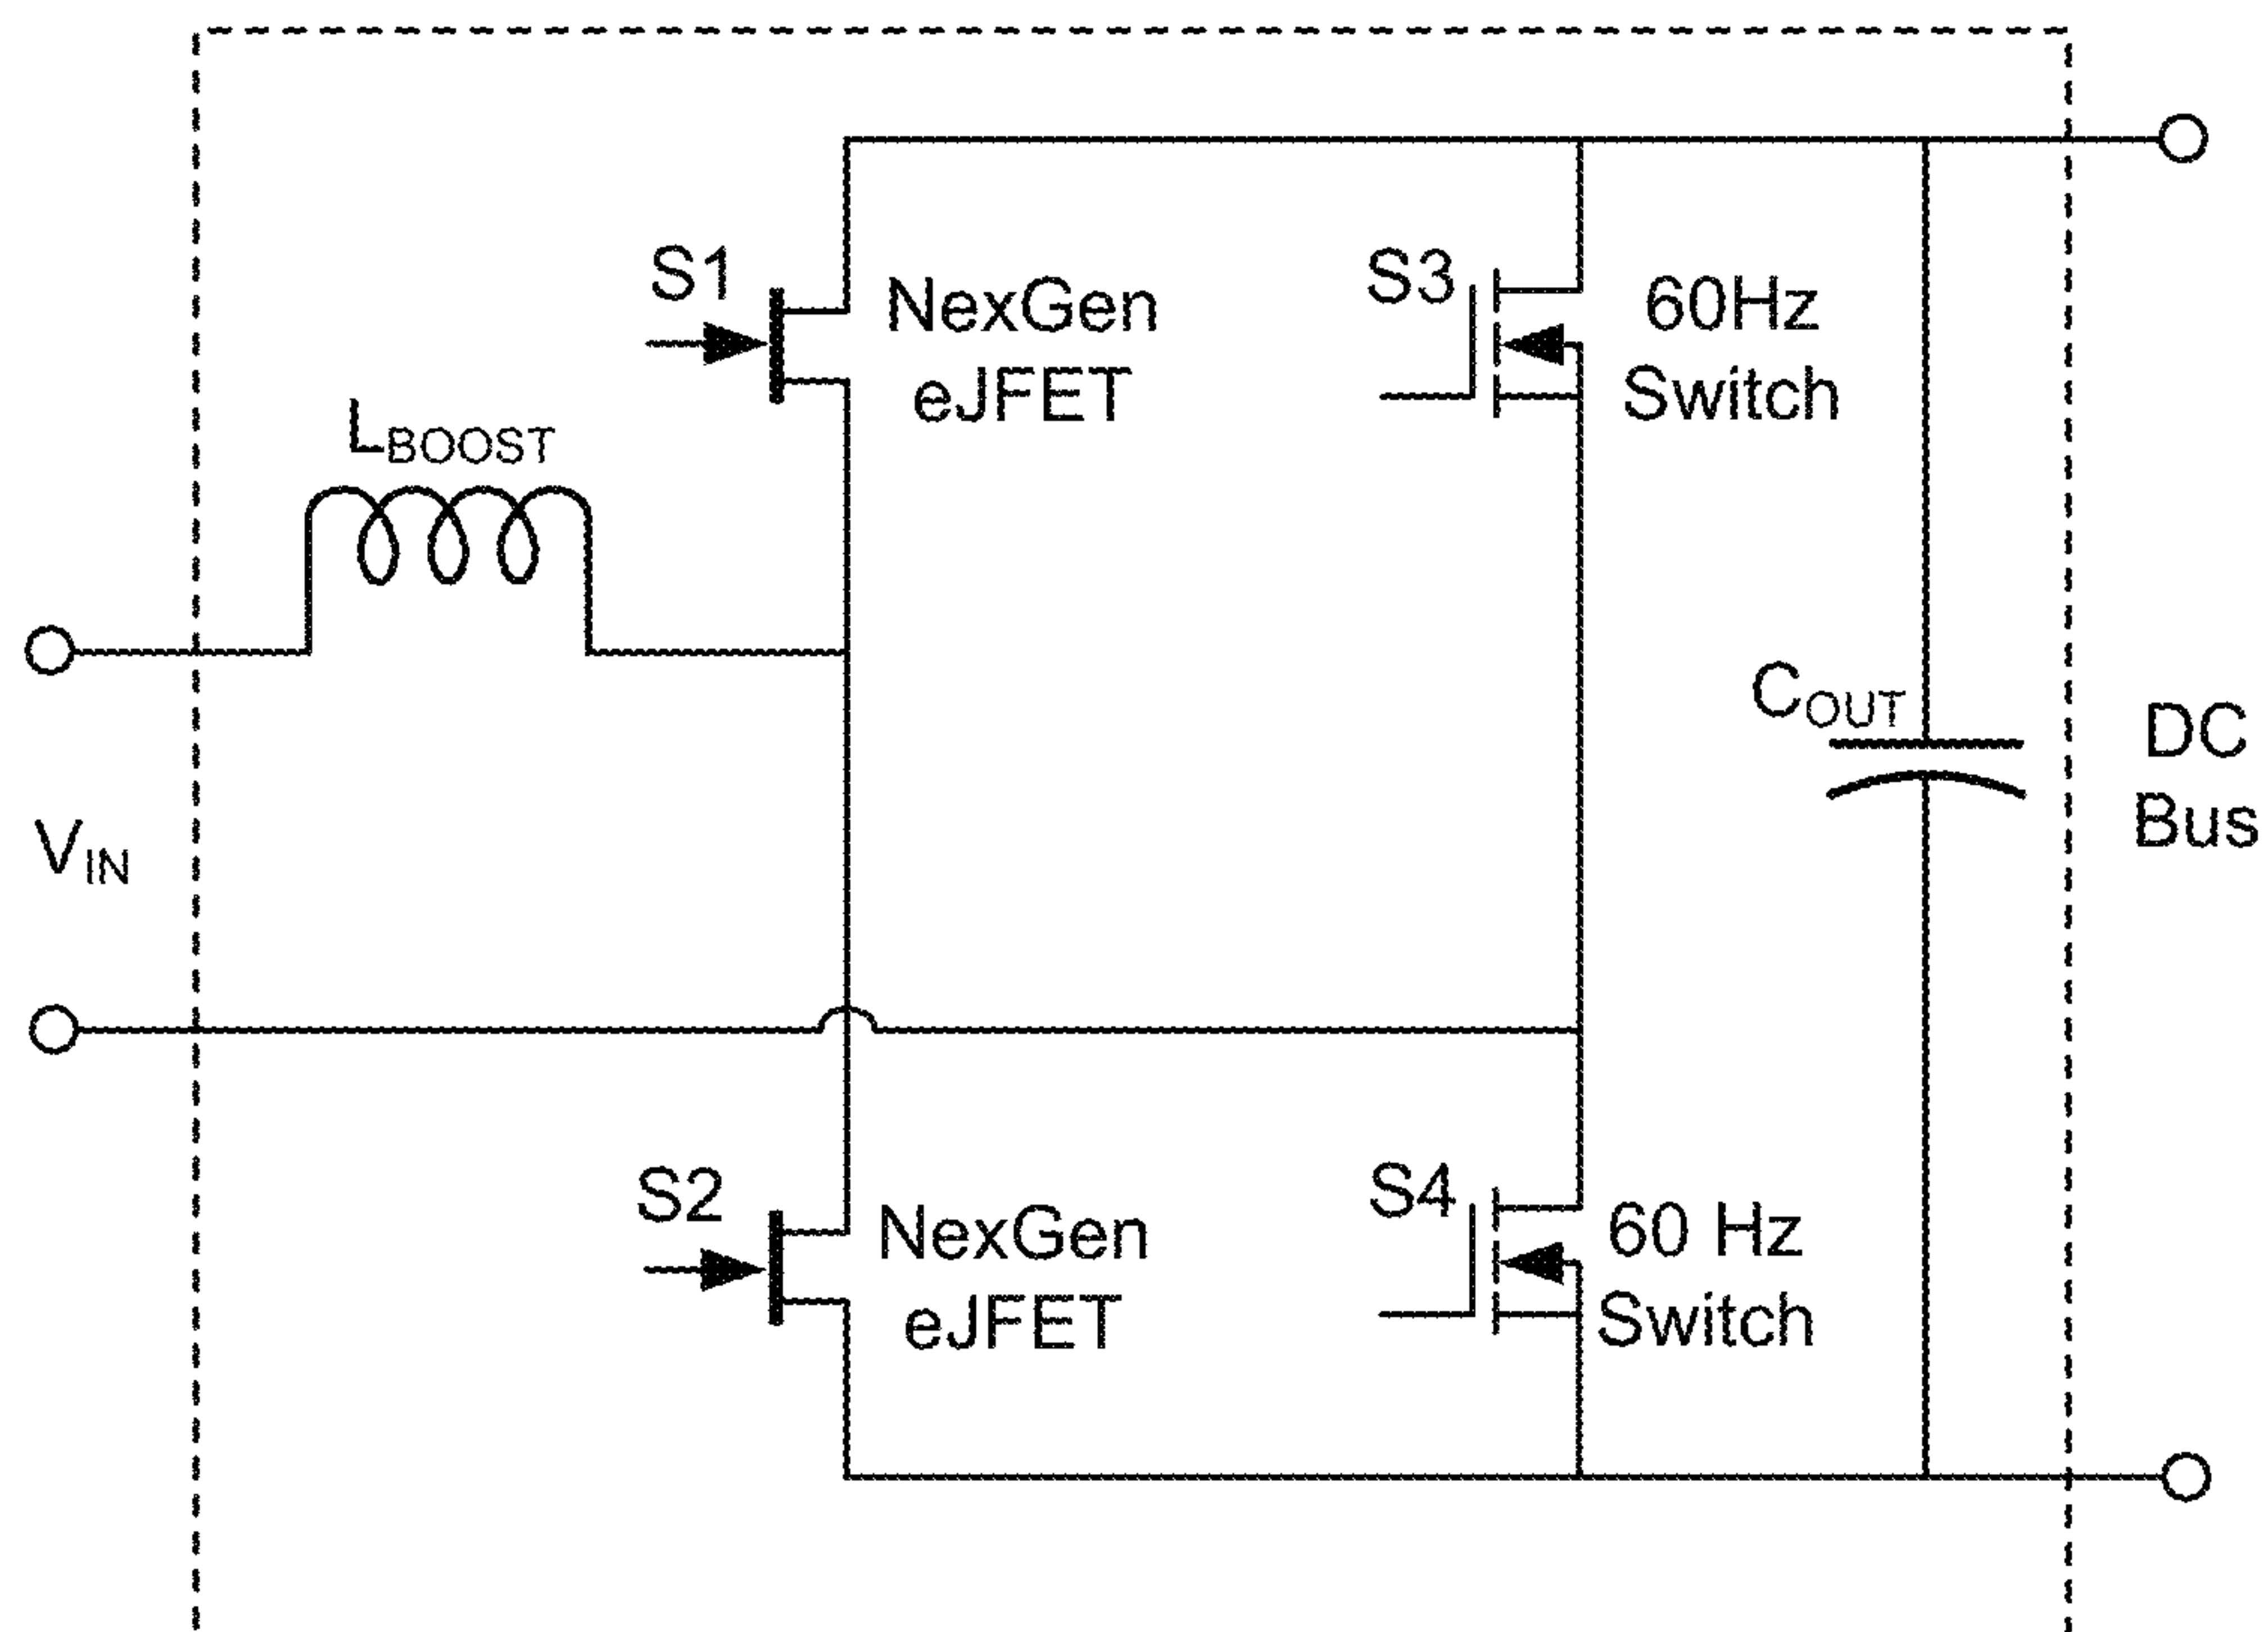 S1
NexGen
eJFET
S3
60Hz
Switch
LBOOST
COUT
DC
Bus
VIN
S2
NexGen
eJFET
S4
60 Hz
Switch